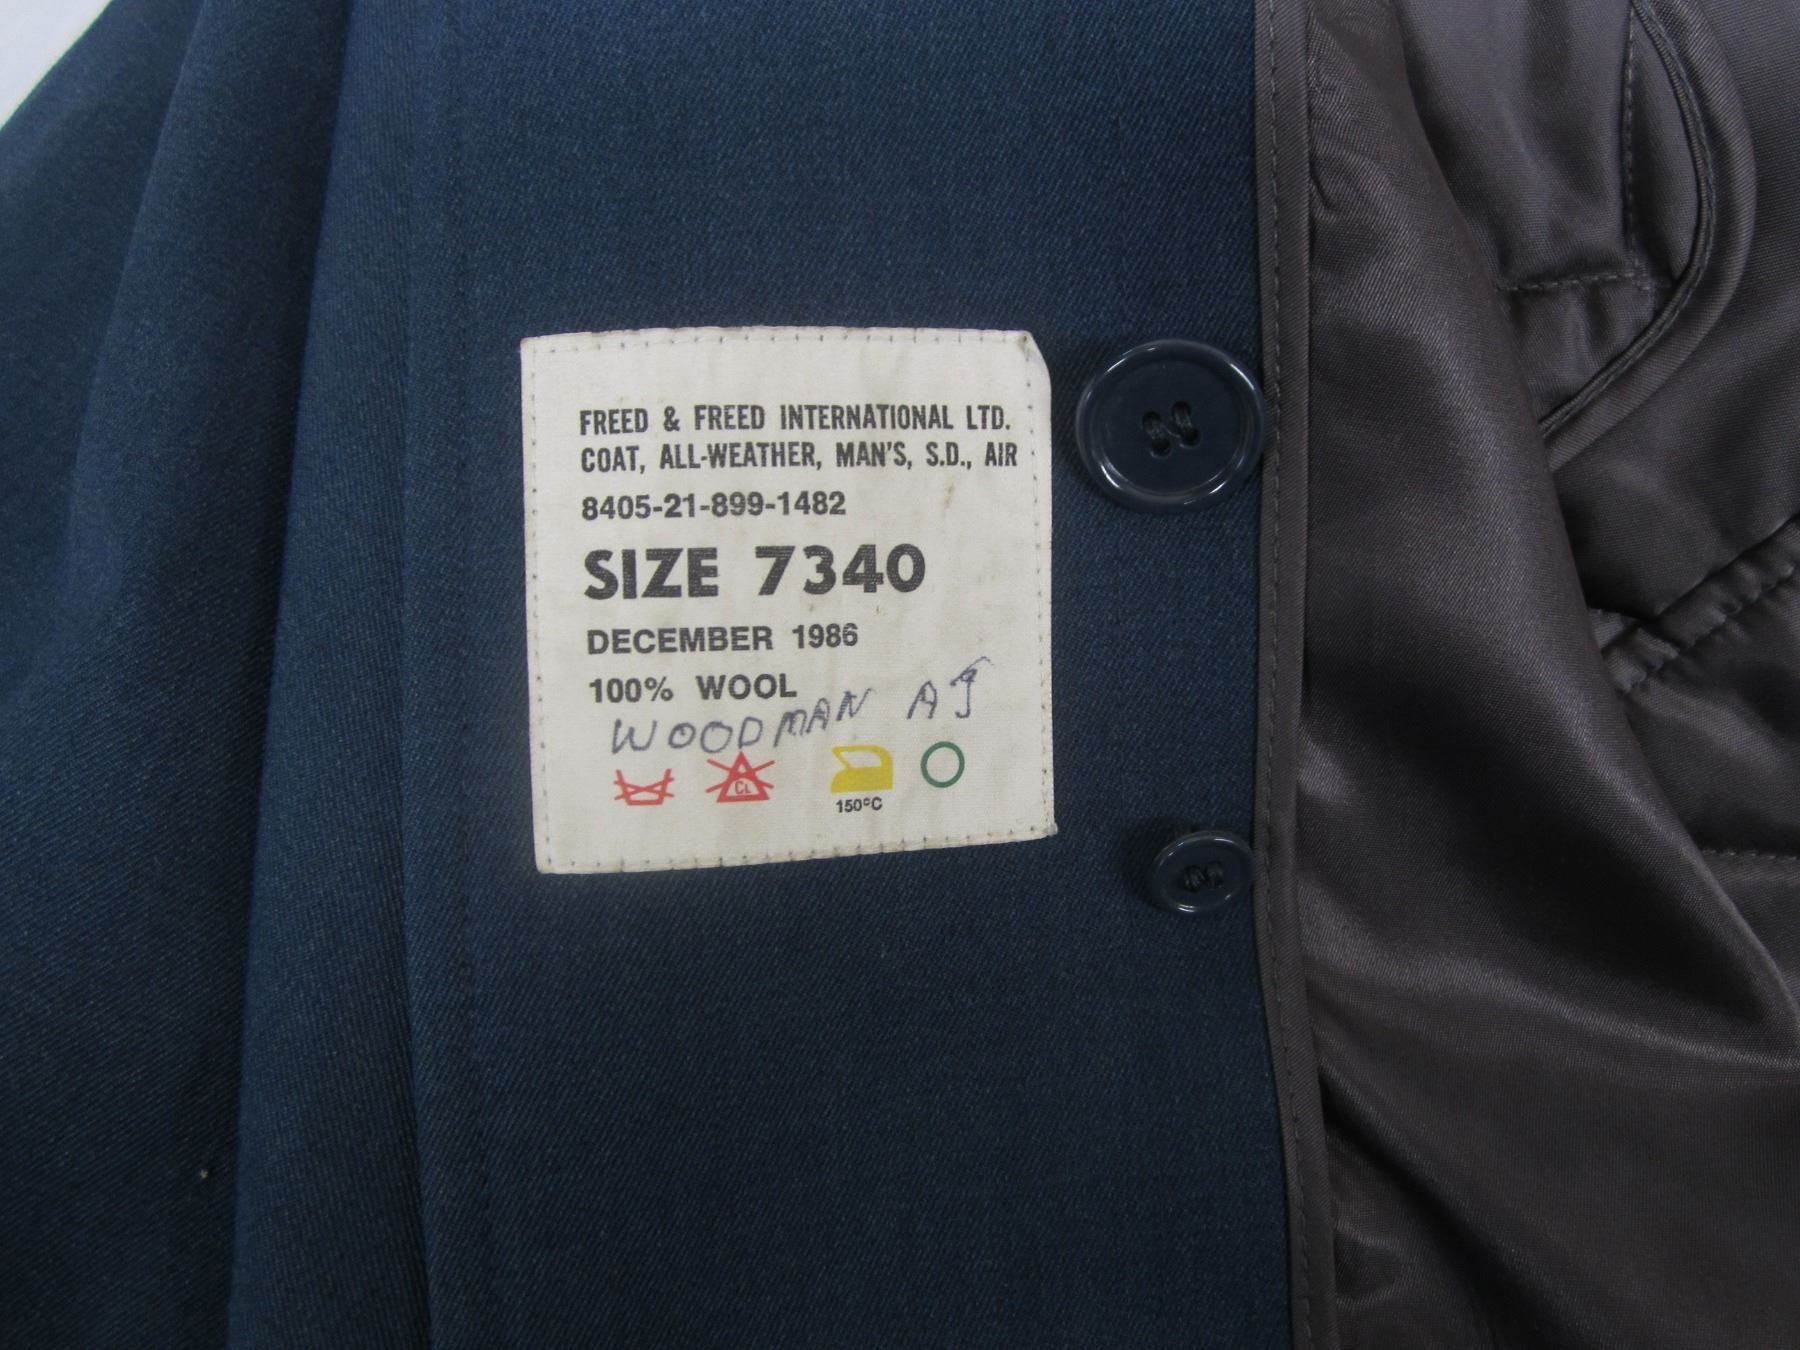 FREED & FREED INTERNATIONAL LTD.
COAT, ALL-WEATHER, MAN'S, S.D., AIR
8405-21-899-1482
SIZE 7340
DECEMBER 1986
100% WOOL
WOODMAN AJ
CL
150°C